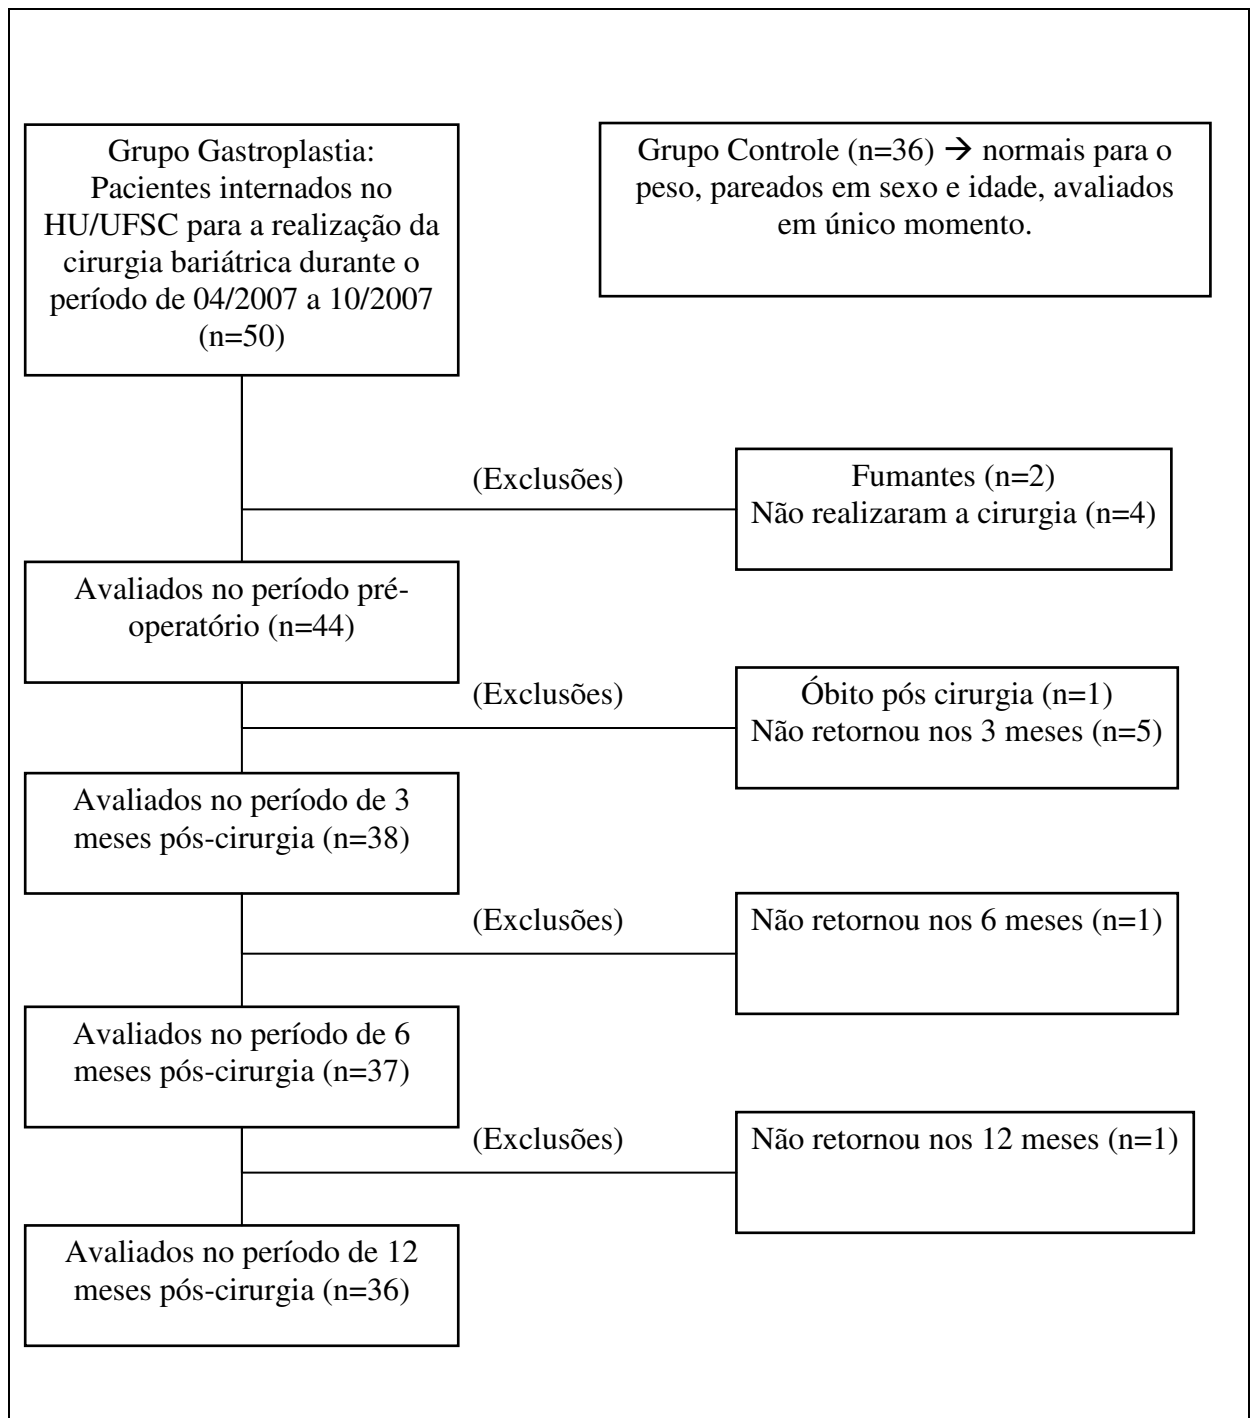 Grupo Gastroplastia:
Pacientes internados no
HU/UFSC para a realização da
cirurgia bariátrica durante o
período de 04/2007 a 10/2007
(n=50)
Grupo Controle (n=36) → normais para o
peso, pareados em sexo e idade, avaliados
em único momento.
(Exclusões)
Fumantes (n=2)
Não realizaram a cirurgia (n=4)
Avaliados no período pré-
operatório (n=44)
(Exclusões)
Óbito pós cirurgia (n=1)
Não retornou nos 3 meses (n=5)
Avaliados no período de 3
meses pós-cirurgia (n=38)
(Exclusões)
Não retornou nos 6 meses (n=1)
Avaliados no período de 6
meses pós-cirurgia (n=37)
(Exclusões)
Não retornou nos 12 meses (n=1)
Avaliados no período de 12
meses pós-cirurgia (n=36)